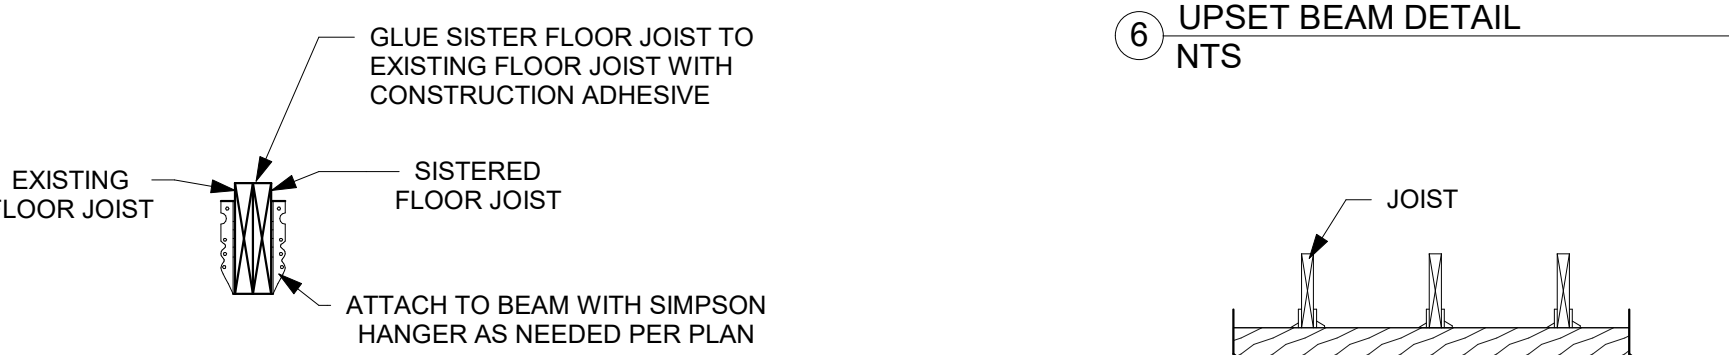 GLUE SISTER FLOOR JOIST TO
EXISTING FLOOR JOIST WITH
CONSTRUCTION ADHESIVE
EXISTING
FLOOR JOIST
SISTERED
FLOOR JOIST
ATTACH TO BEAM WITH SIMPSON
HANGER AS NEEDED PER PLAN
6
UPSET BEAM DETAIL
NTS
JOIST